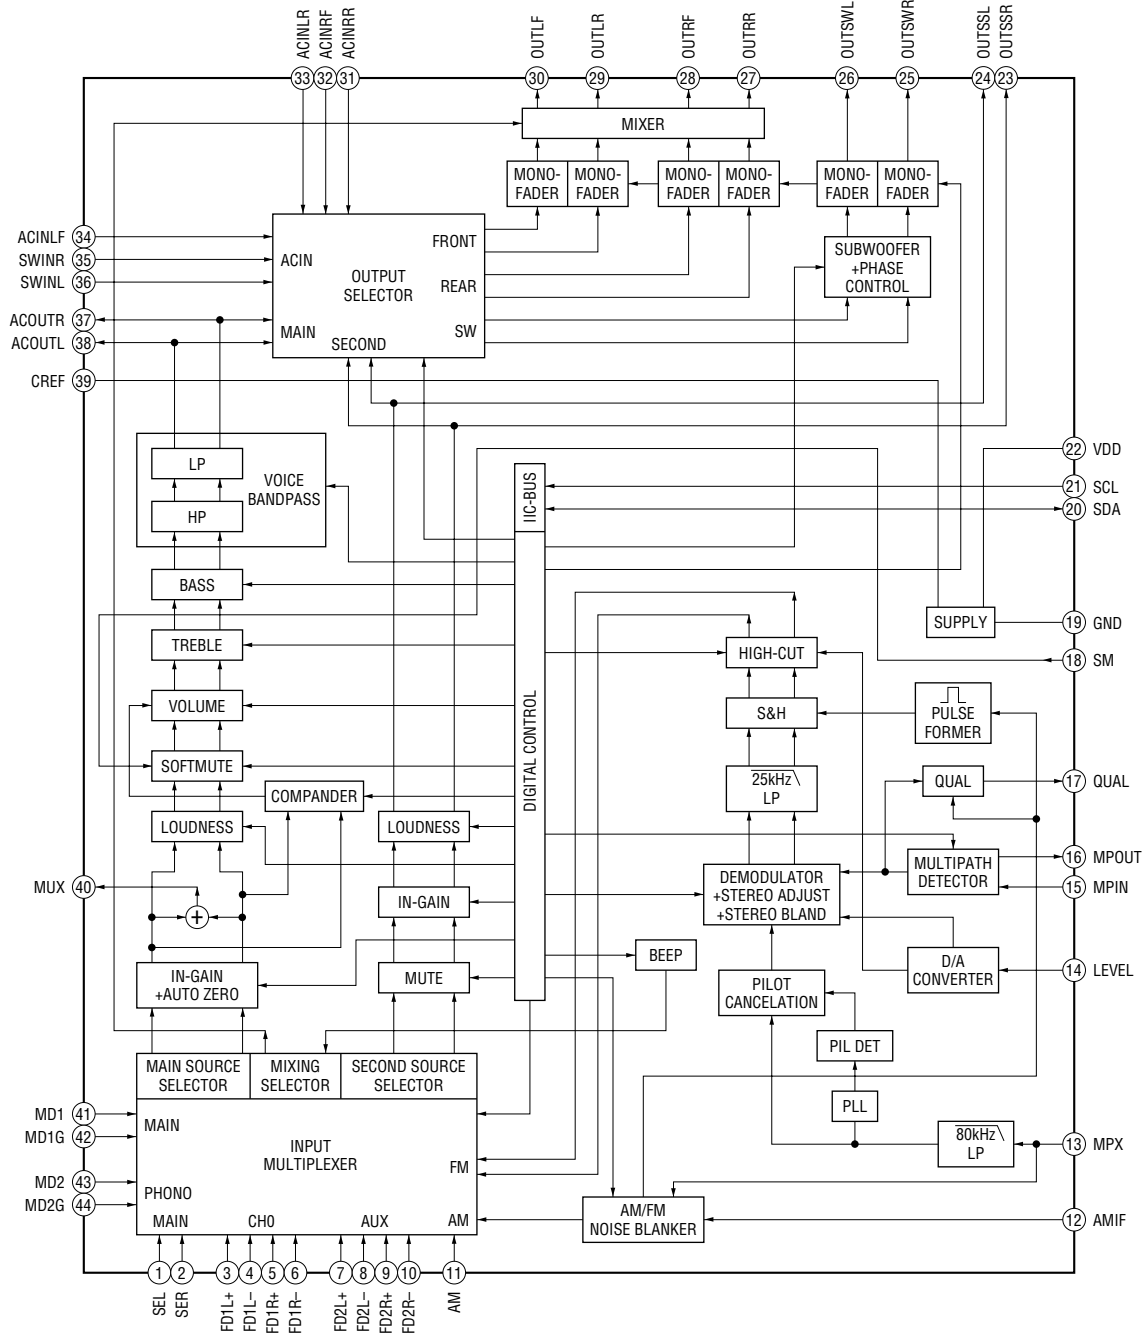 ACINLR
ACINRF
ACINRR
OUTLF
OUTLR
OUTRF
OUTRR
OUTSWL
OUTSWR
OUTSSL
OUTSSR
33
32
31
30
29
28
27
26
25
24
23
MIXER
MONO-
FADER
MONO-
FADER
MONO-
FADER
MONO-
FADER
MONO-
FADER
MONO-
FADER
ACINLF 34
SWINR 35
SWINL 36
ACOUTR 37
ACOUTL 38
CREF 39
ACIN
MAIN
OUTPUT
SELECTOR
SECOND
FRONT
REAR
SW
SUBWOOFER
+PHASE
CONTROL
LP
HP
VOICE
BANDPASS
IIC-BUS
DIGITAL CONTROL
22 VDD
21 SCL
20 SDA
19 GND
18 SM
SUPPLY
BASS
TREBLE
VOLUME
SOFTMUTE
COMPANDER
LOUDNESS
LOUDNESS
HIGH-CUT
S&H
PULSE
FORMER
25kHz
LP
QUAL
17 QUAL
MULTIPATH
DETECTOR
16 MPOUT
15 MPIN
DEMODULATOR
+STEREO ADJUST
+STEREO BLAND
MUX 40
+
IN-GAIN
IN-GAIN
+AUTO ZERO
MUTE
BEEP
PILOT
CANCELATION
D/A
CONVERTER
14 LEVEL
PIL DET
PLL
80kHz
LP
13 MPX
MAIN SOURCE
SELECTOR
MIXING
SELECTOR
SECOND SOURCE
SELECTOR
MD1 41
MD1G 42
MD2 43
MD2G 44
MAIN
PHONO
INPUT
MULTIPLEXER
FM
MAIN
CH0
AUX
AM
AM/FM
NOISE BLANKER
12 AMIF
1
2
3
4
5
6
7
8
9
10
11
SEL
SER
FD1L+
FD1L−
FD1R+
FD1R−
FD2L+
FD2L−
FD2R+
FD2R−
AM